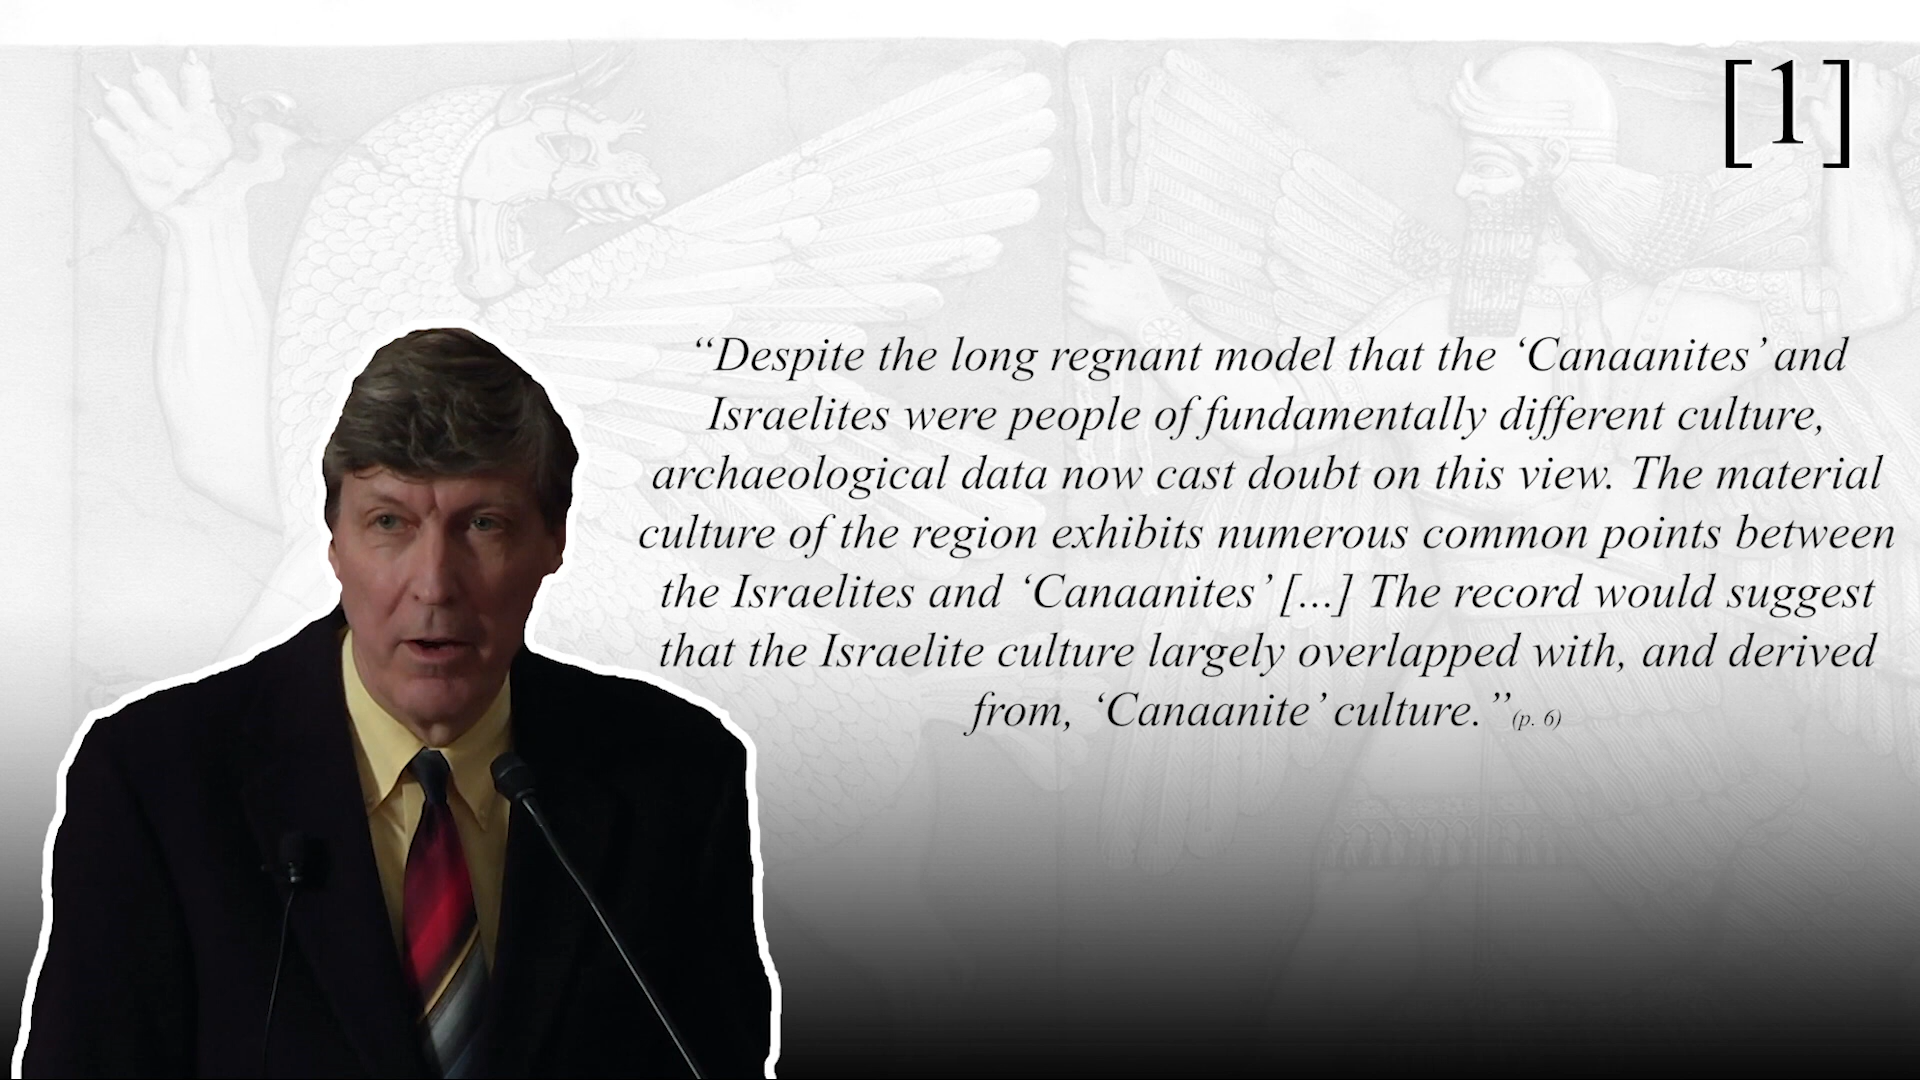 [1]
“Despite the long regnant model that the ‘Canaanites’ and
Israelites were people of fundamentally different culture,
archaeological data now cast doubt on this view. The material
culture of the region exhibits numerous common points between
the Israelites and ‘Canaanites’ [...] The record would suggest
that the Israelite culture largely overlapped with, and derived
from, ‘Canaanite’ culture.” (p. 6)